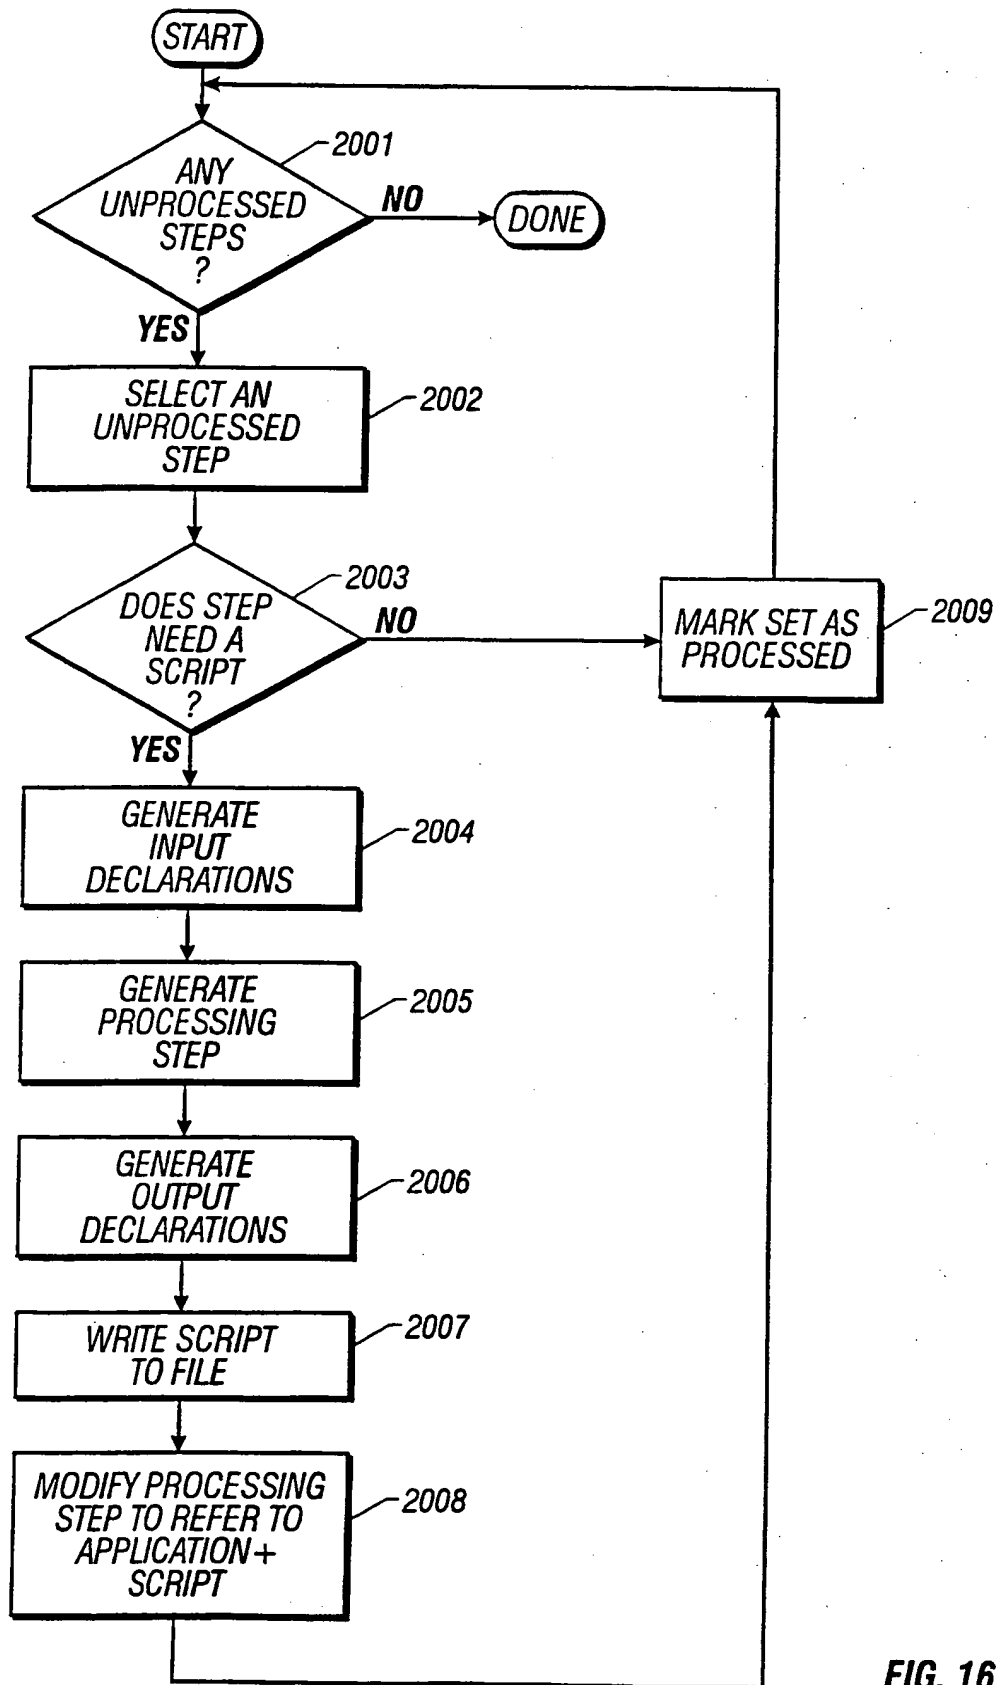 START
2001
ANY
UNPROCESSED
STEPS
?
NO
DONE
YES
SELECT AN
UNPROCESSED
STEP
2002
2003
DOES STEP
NEED A
SCRIPT
?
NO
MARK SET AS
PROCESSED
2009
YES
GENERATE
INPUT
DECLARATIONS
2004
GENERATE
PROCESSING
STEP
2005
GENERATE
OUTPUT
DECLARATIONS
2006
WRITE SCRIPT
TO FILE
2007
MODIFY PROCESSING
STEP TO REFER TO
APPLICATION +
SCRIPT
2008
FIG. 16